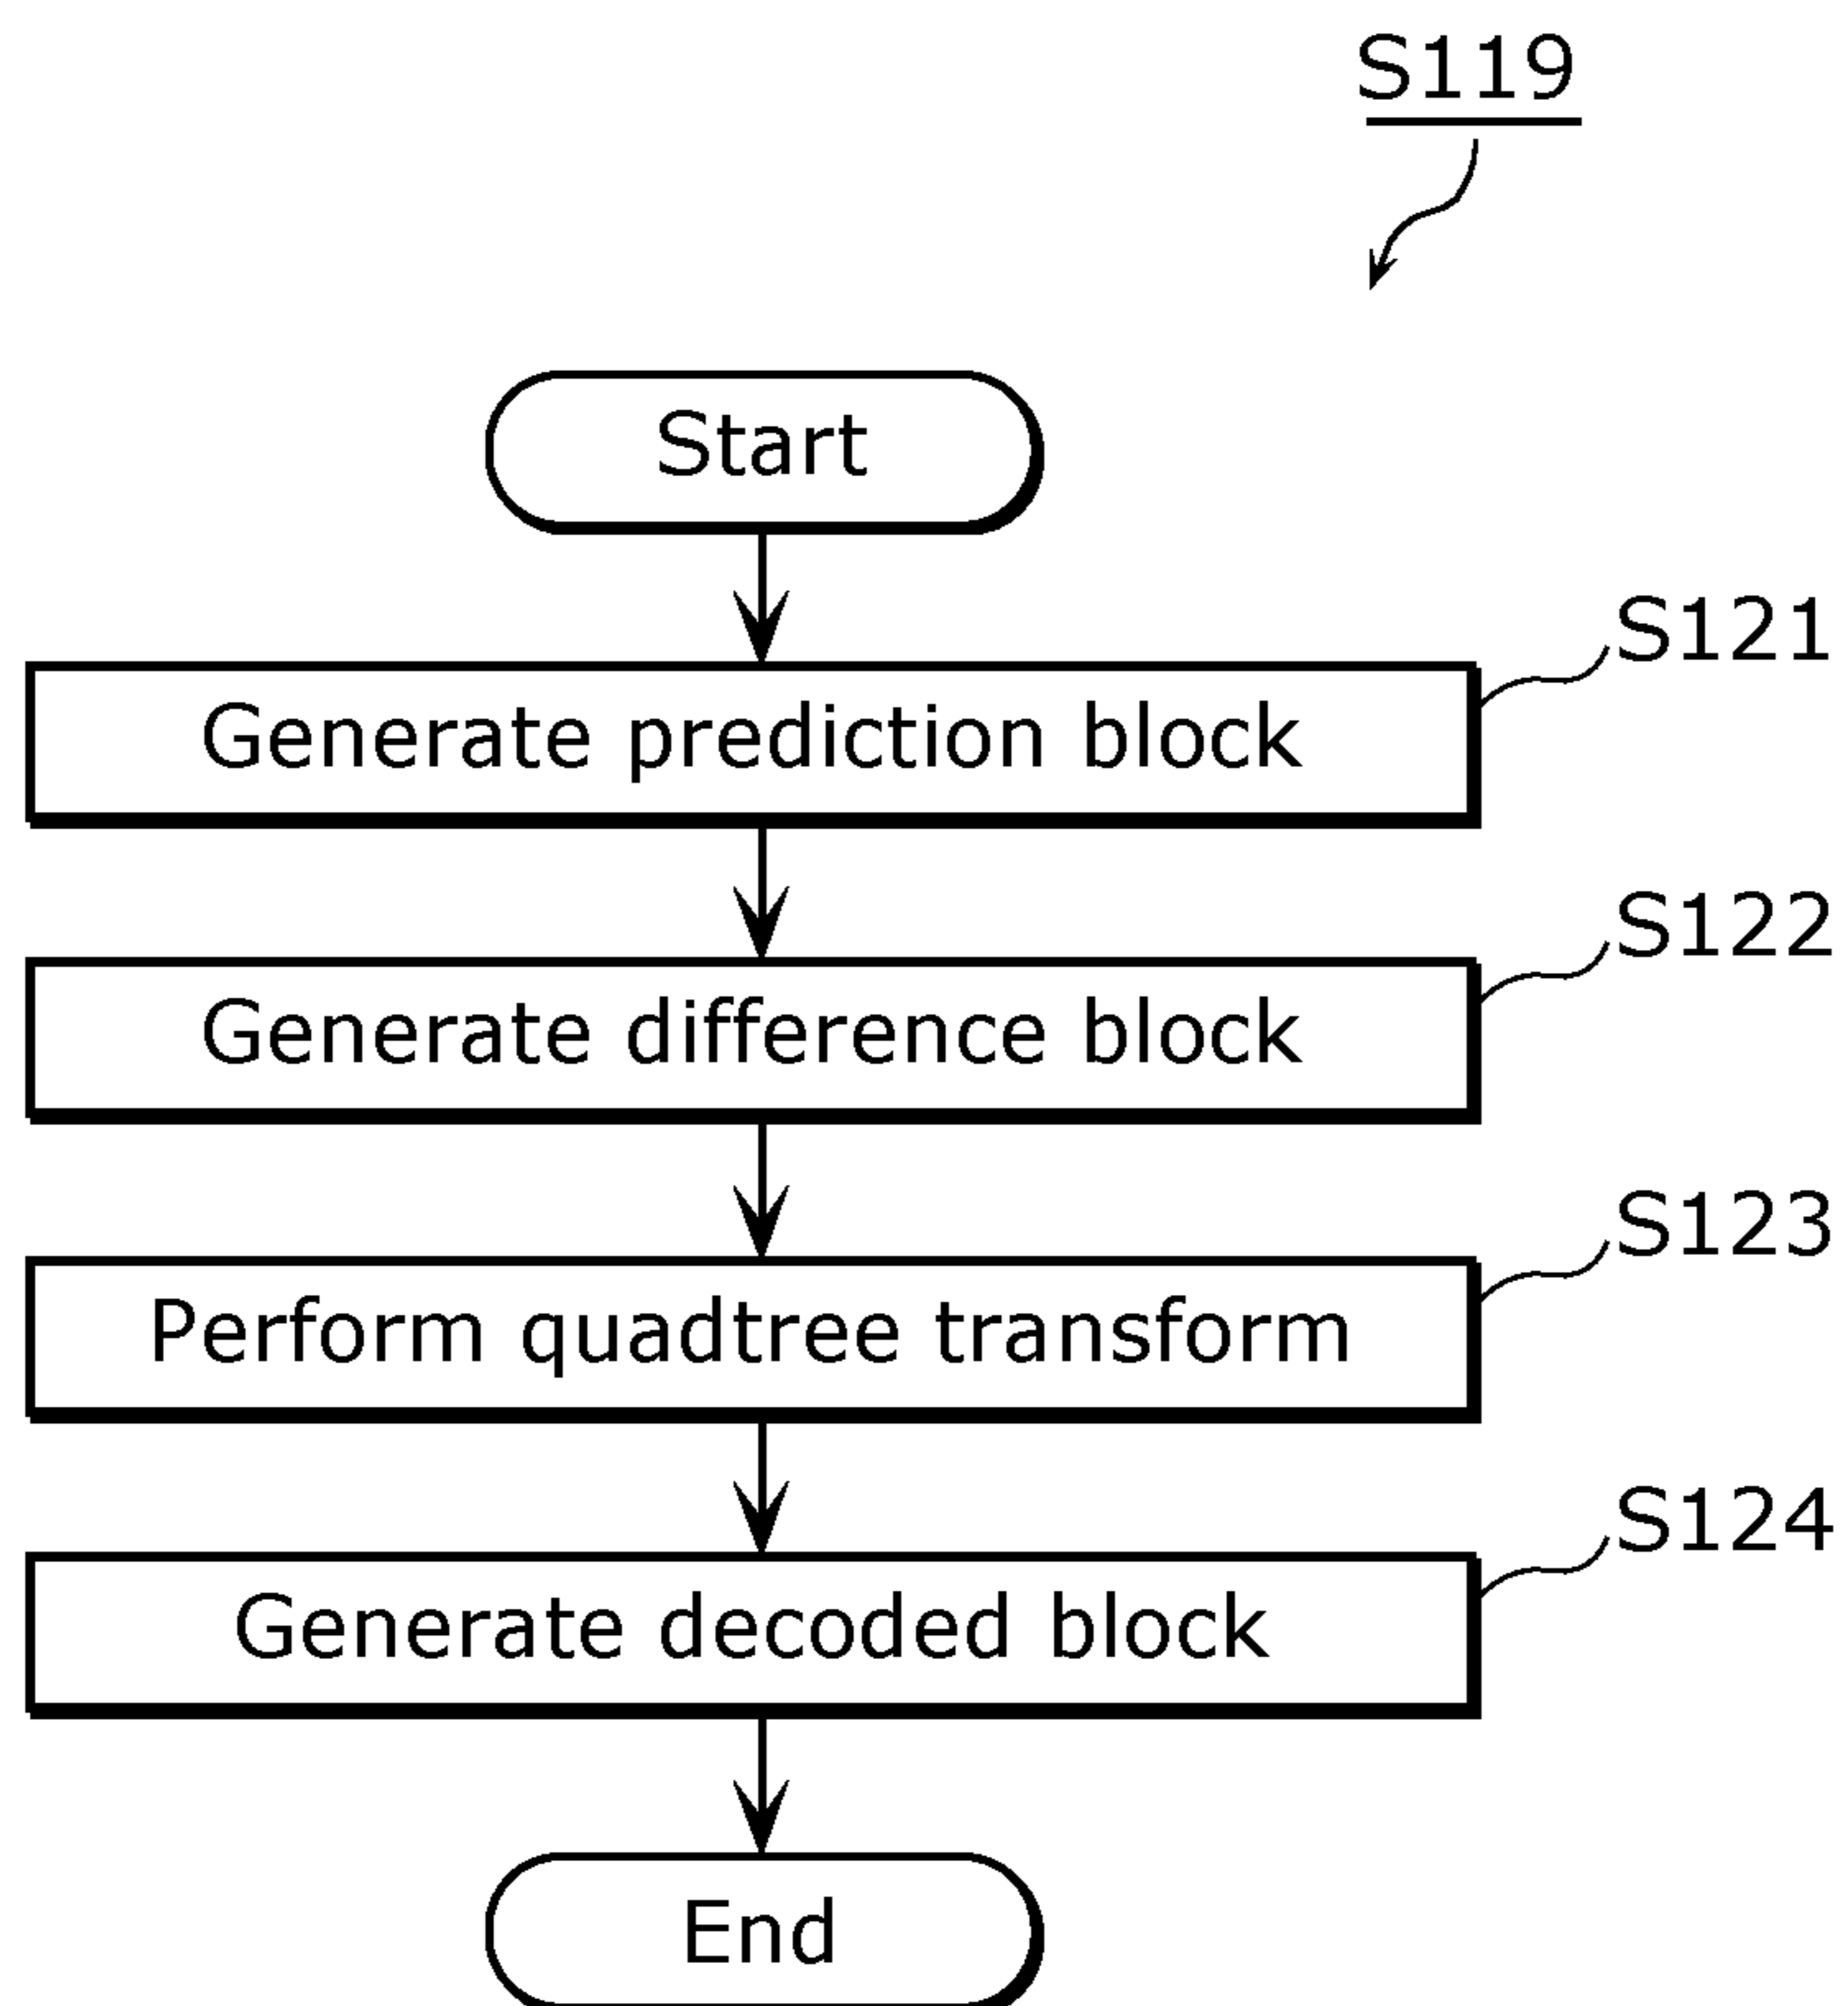 S119
Start
S121
Generate prediction block
S122
Generate difference block
S123
Perform quadtree transform
S124
Generate decoded block
End